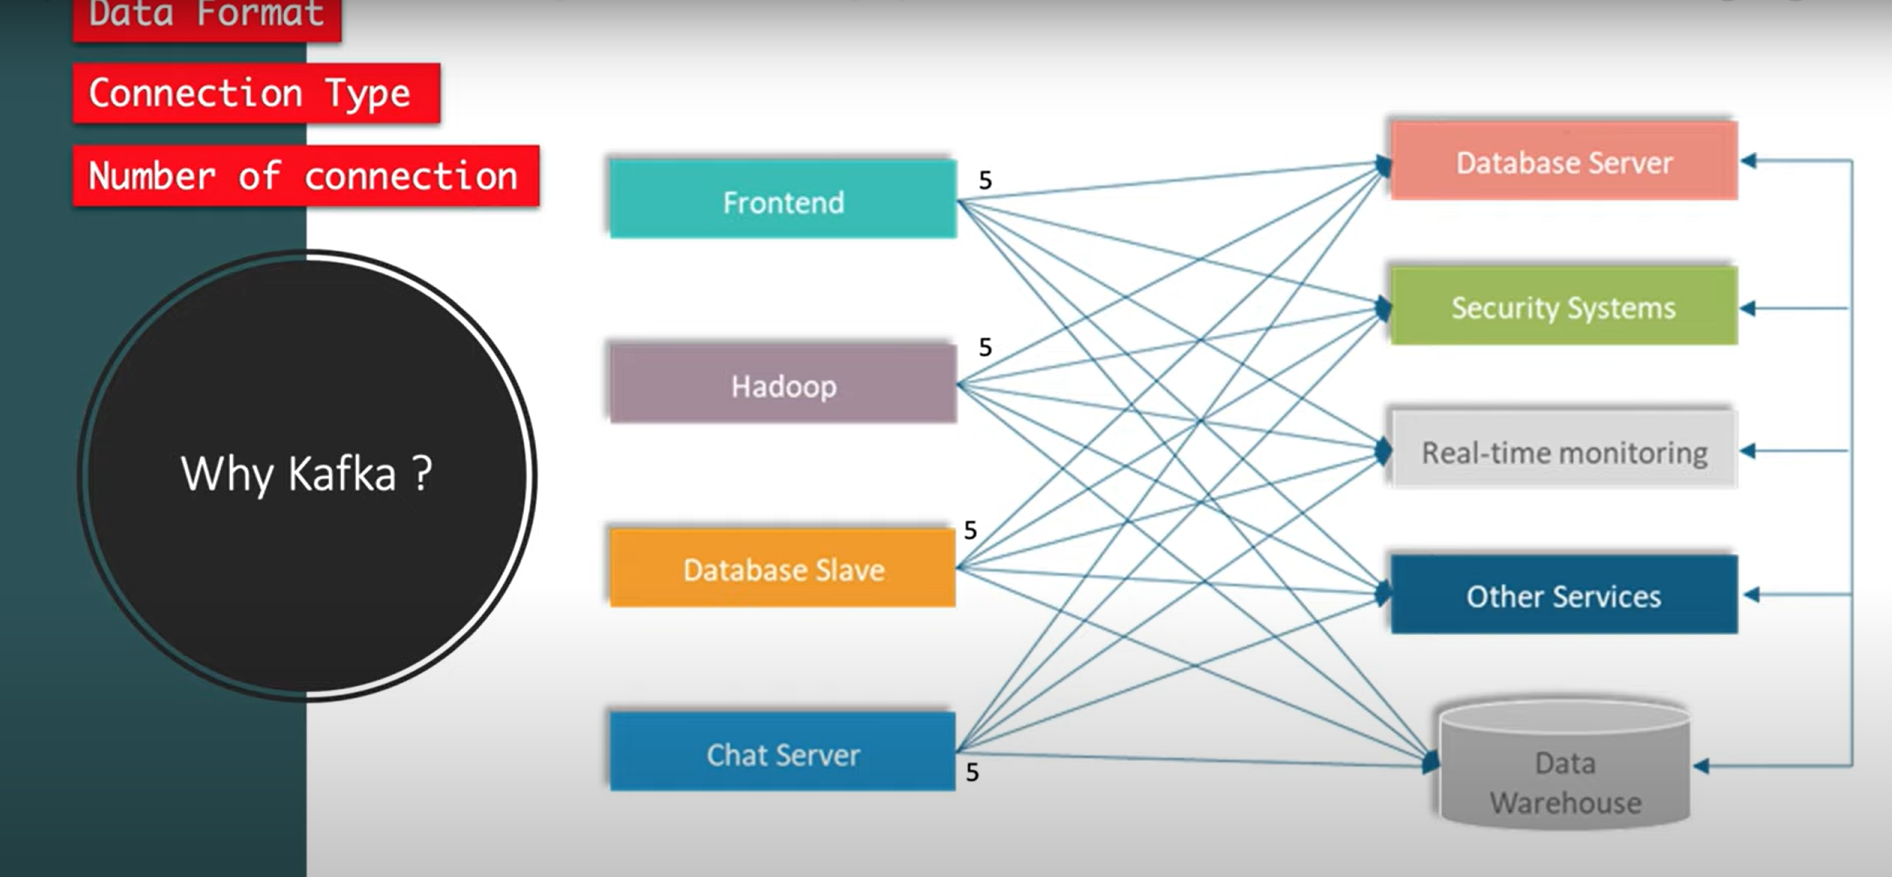 Data Format
Connection Type
Number of connection
Why Kafka ?
Frontend
5
Hadoop
5
Database Slave
5
Chat Server
5
Database Server
Security Systems
Real-time monitoring
Other Services
Data
Warehouse